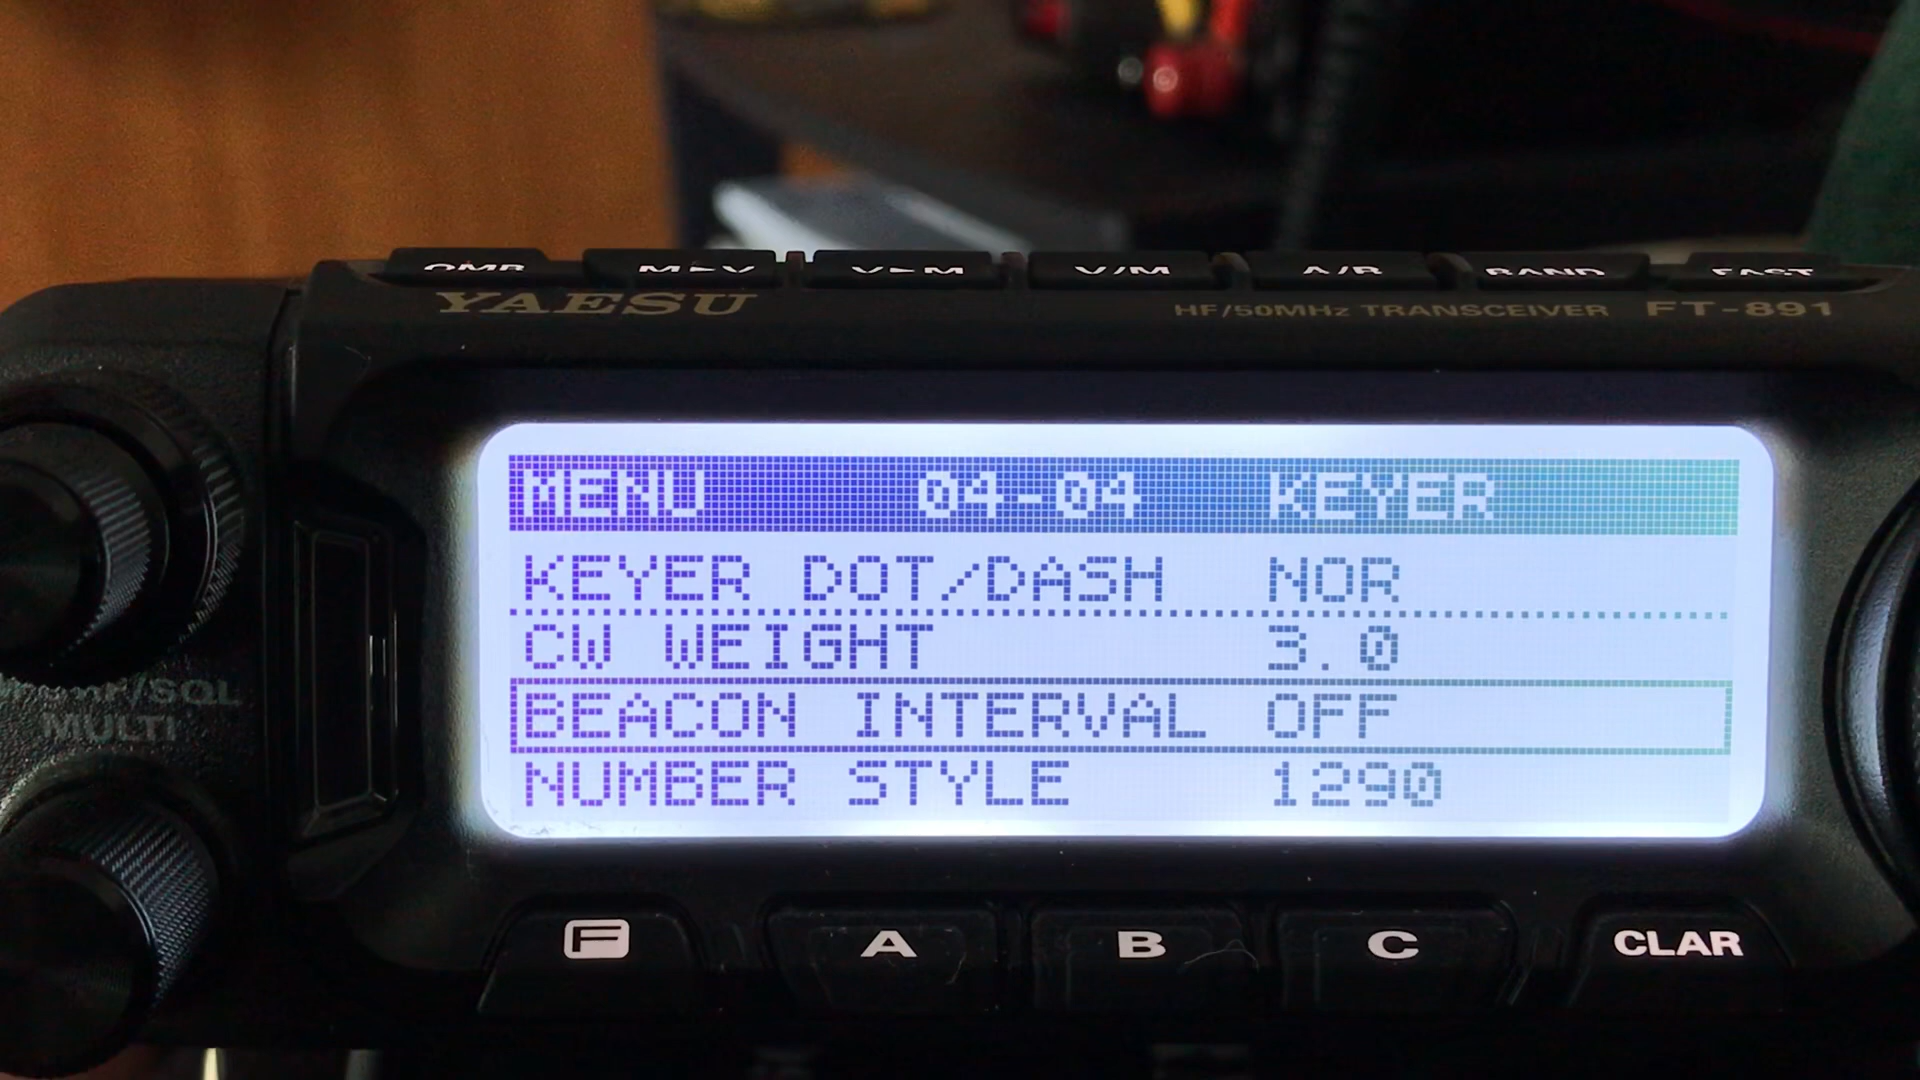 V/M A/R BAND FAST
YAESU HF/50MHz TRANSCEIVER FT-891
MENU 04-04 KEYER
KEYER DOT/DASH NOR
CW WEIGHT 3.0
BEACON INTERVAL OFF
NUMBER STYLE 1290
/SQL
MULTI
F A B C CLAR